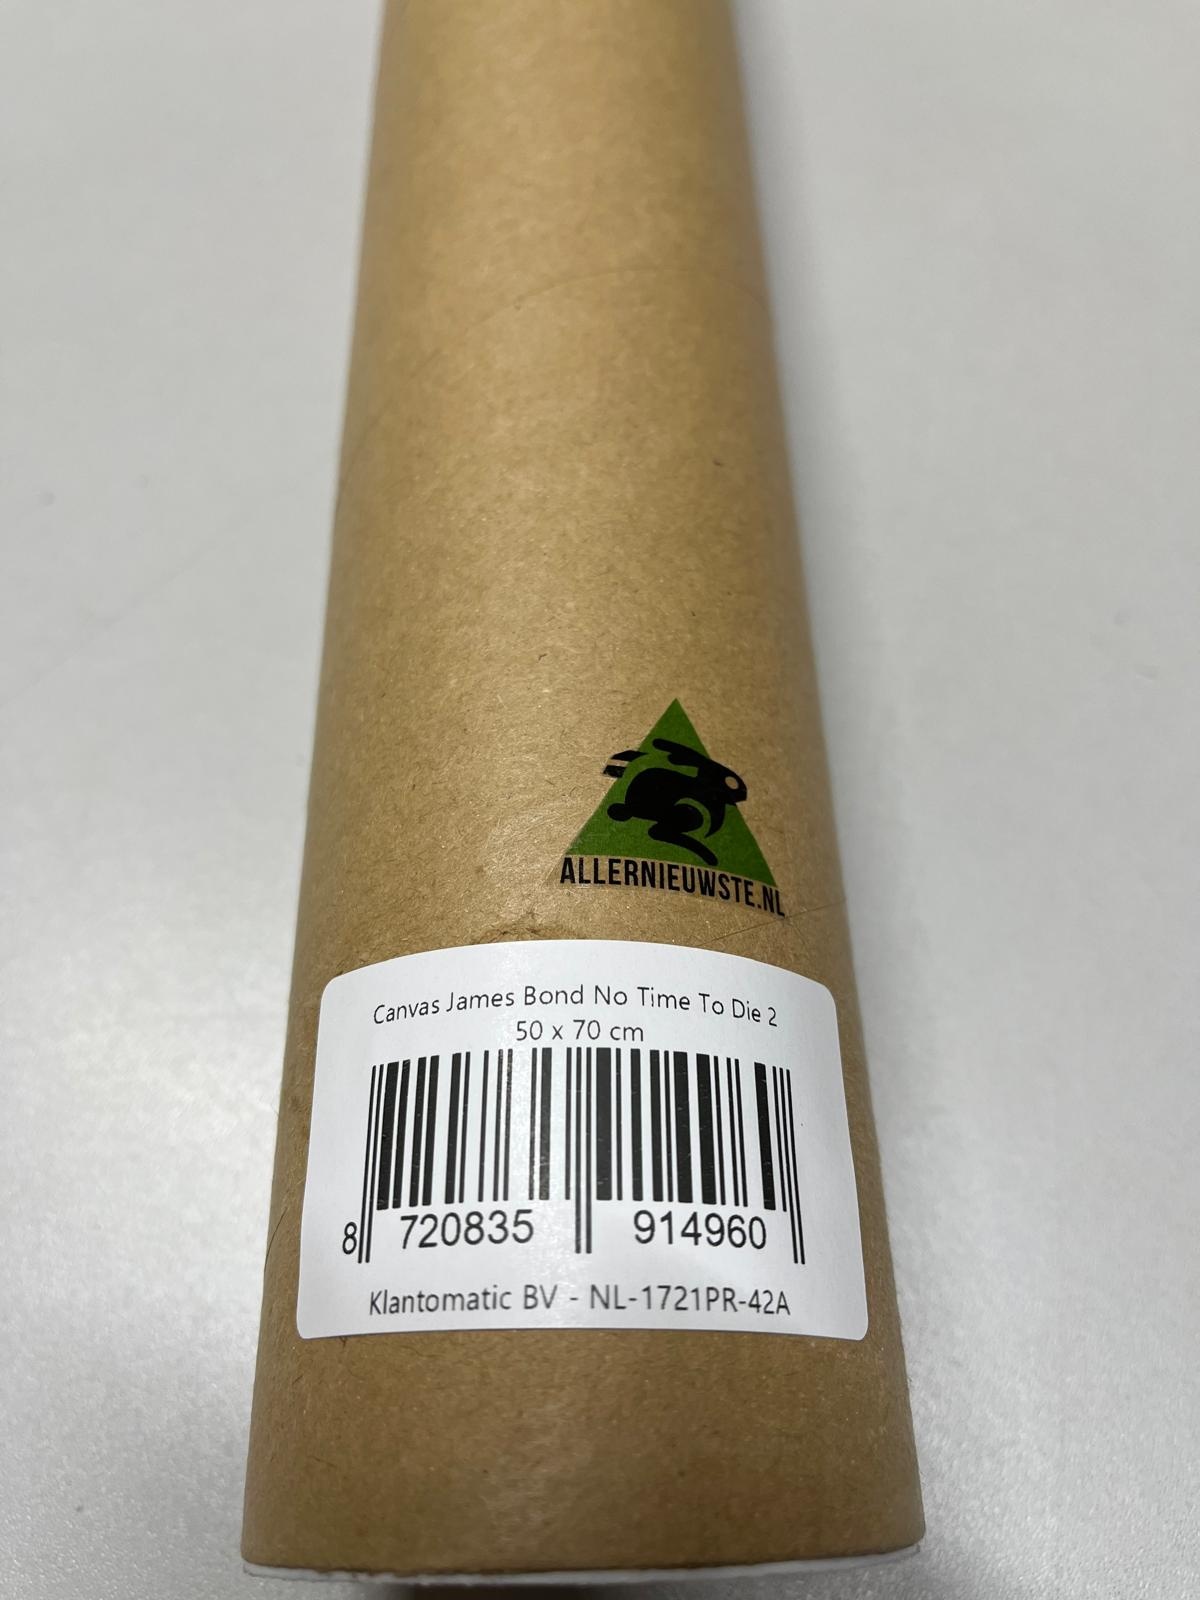 ALLERNIEUWSTE.NL
Canvas James Bond No Time To Die 2
50 x 70 cm
8 720835 914960
Klantomatic BV - NL-1721PR-42A